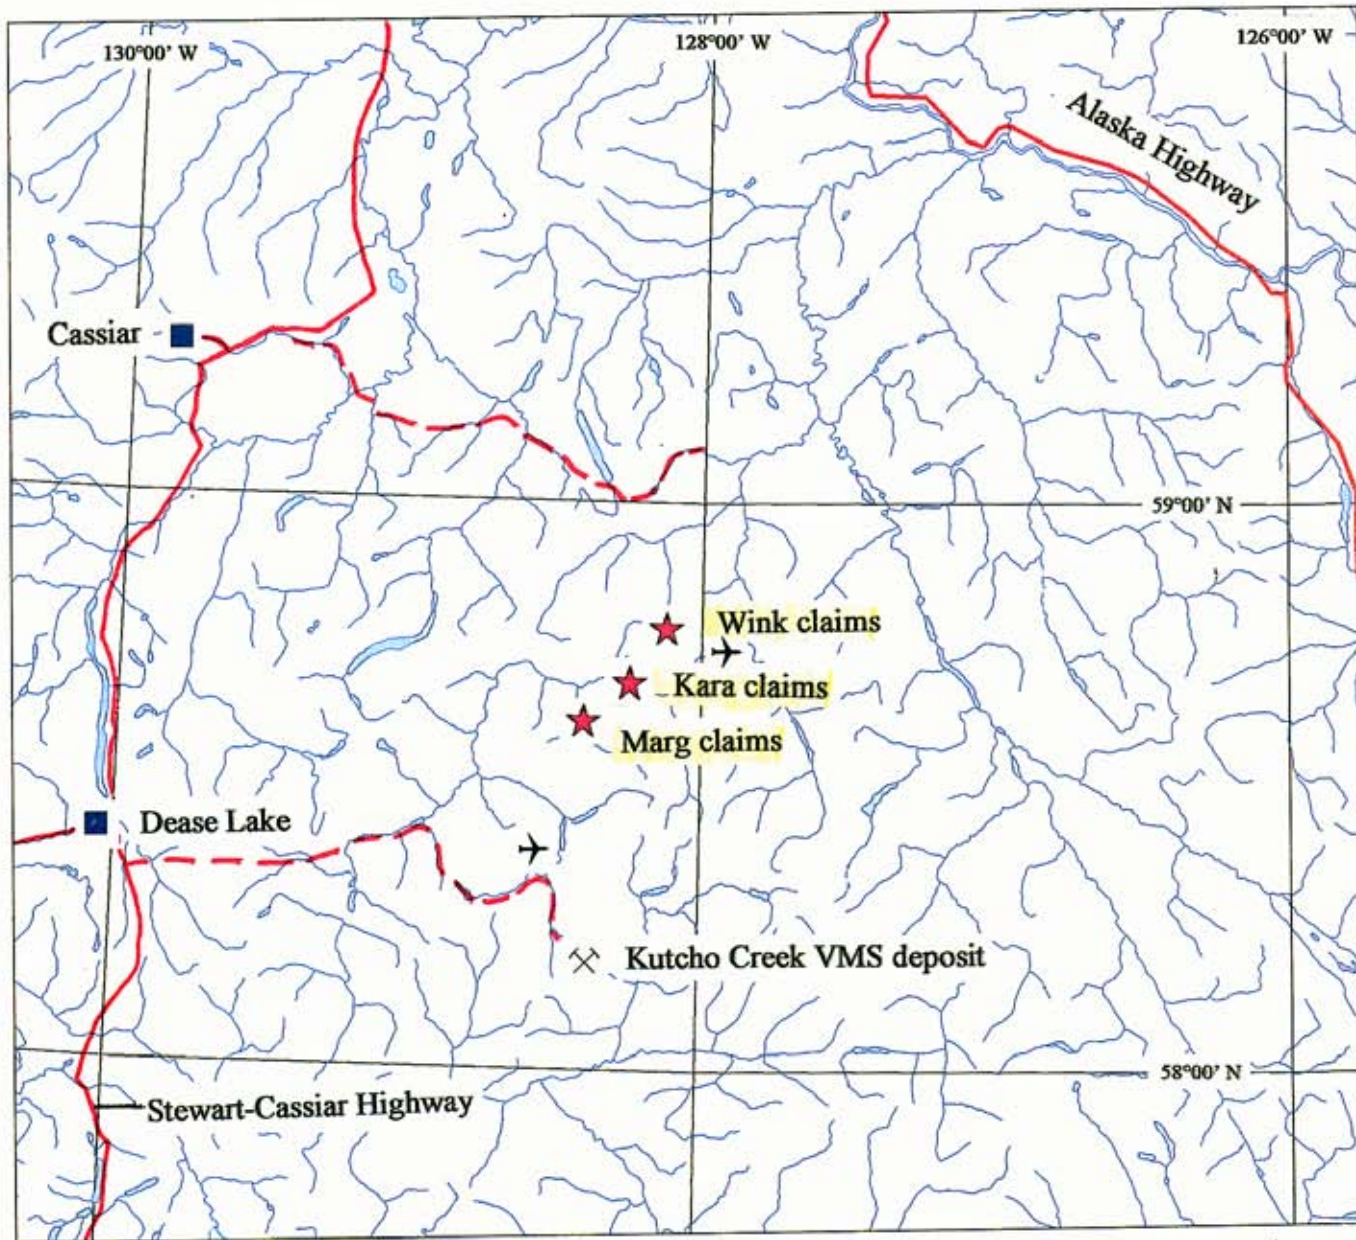 130°00' W
128°00' W
126°00' W
Alaska Highway
Cassiar
59°00' N
Wink claims
Kara claims
Marg claims
Dease Lake
Kutcho Creek VMS deposit
58°00' N
Stewart-Cassiar Highway